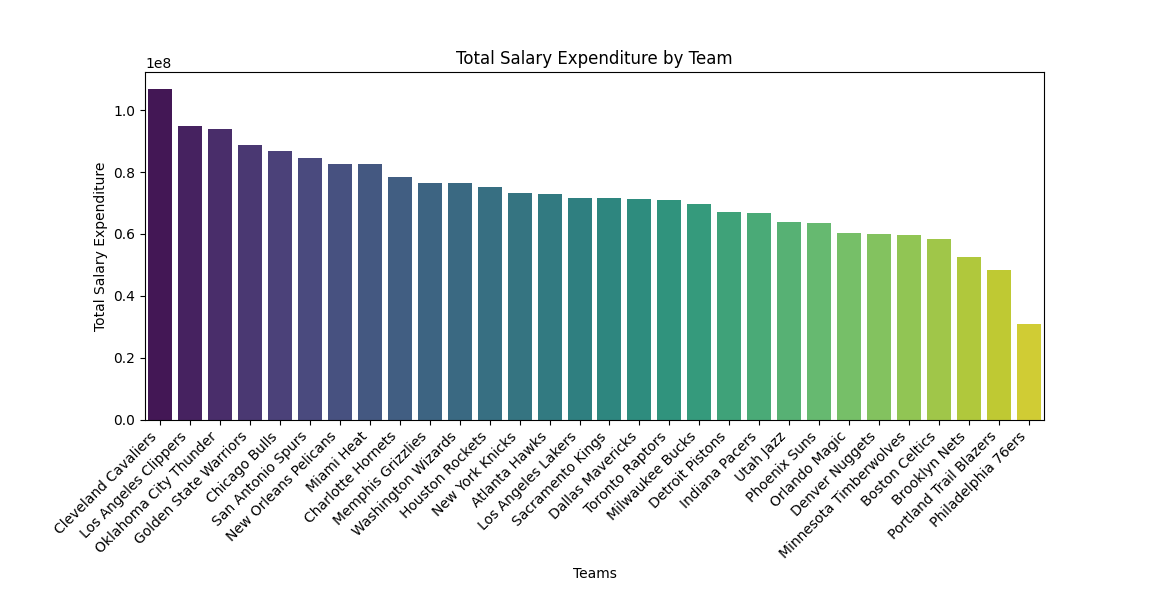 Total Salary Expenditure by Team
1e8
1.0
0.8
0.6
0.4
0.2
0.0
Total Salary Expenditure
Cleveland Cavaliers
Los Angeles Clippers
Oklahoma City Thunder
Golden State Warriors
Chicago Bulls
San Antonio Spurs
New Orleans Pelicans
Miami Heat
Charlotte Hornets
Memphis Grizzlies
Washington Wizards
Houston Rockets
New York Knicks
Atlanta Hawks
Los Angeles Lakers
Sacramento Kings
Dallas Mavericks
Toronto Raptors
Milwaukee Bucks
Detroit Pistons
Indiana Pacers
Utah Jazz
Phoenix Suns
Orlando Magic
Denver Nuggets
Minnesota Timberwolves
Boston Celtics
Brooklyn Nets
Portland Trail Blazers
Philadelphia 76ers
Teams